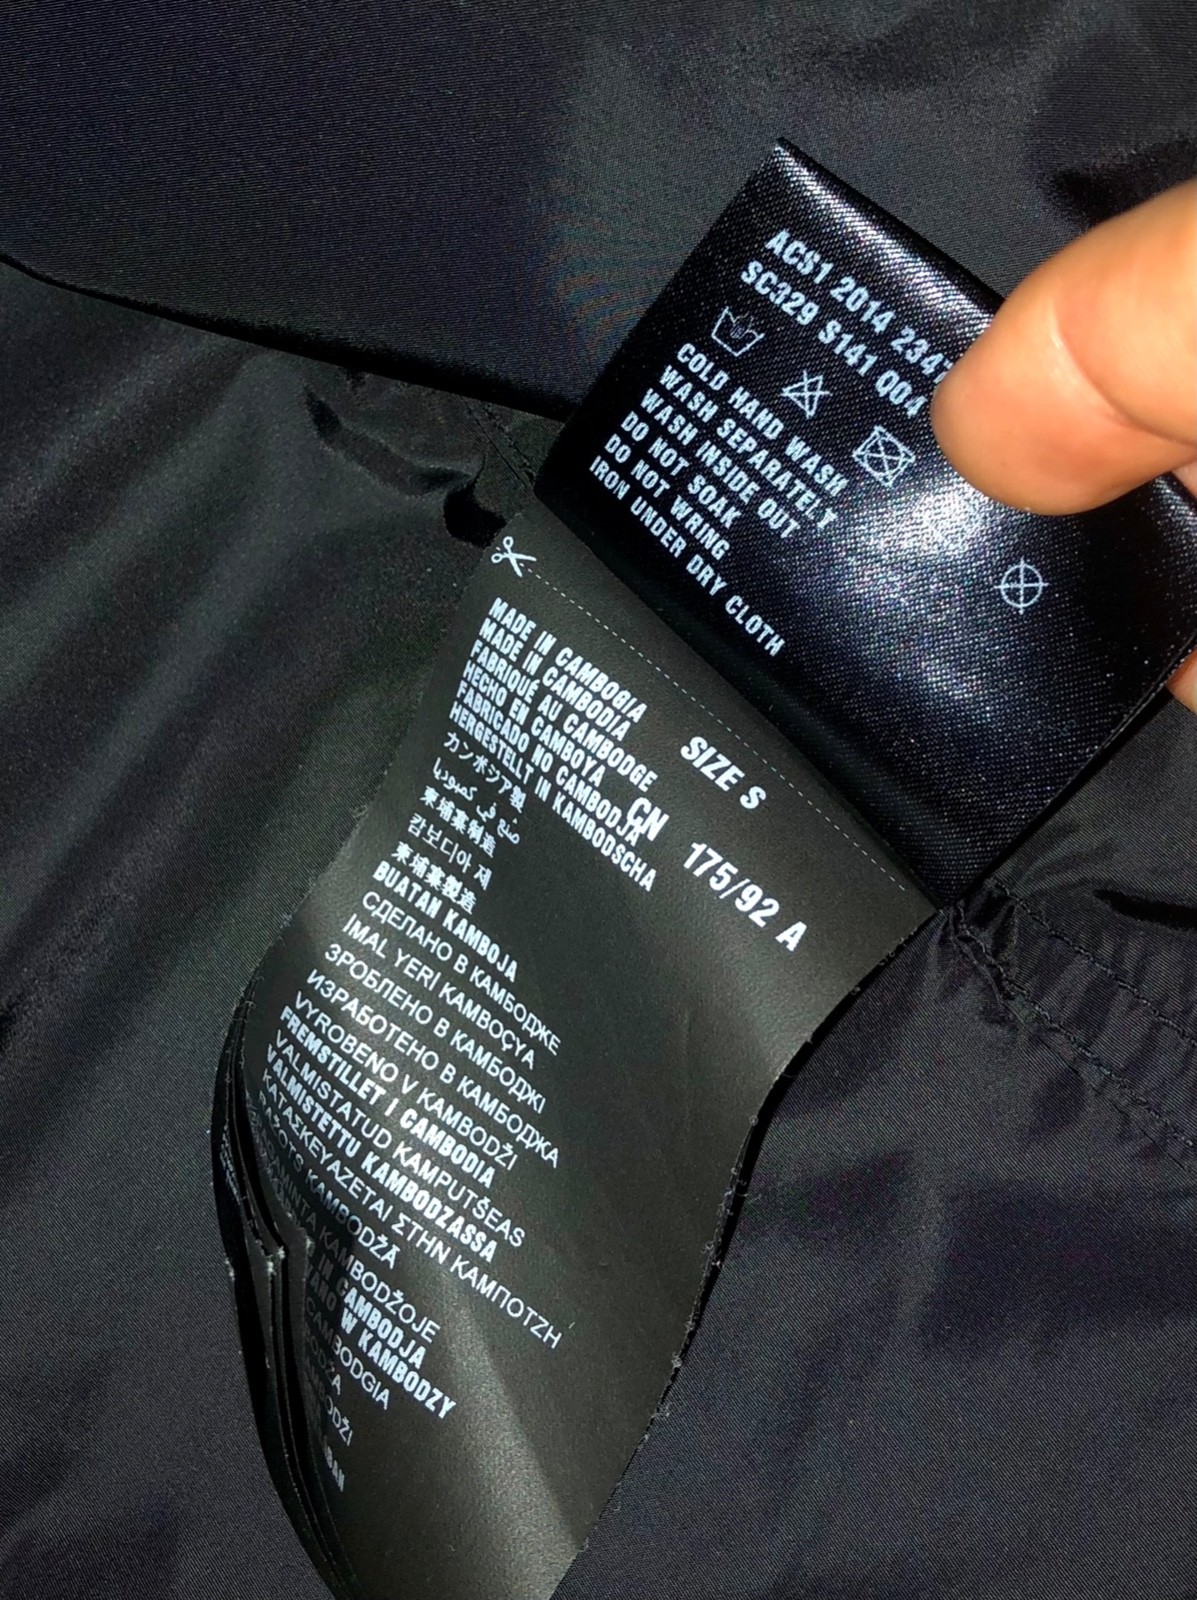 ACS1 2014 234
SC329 S141 Q04
COLD HAND WASH
WASH SEPARATELY
WASH INSIDE OUT
DO NOT SOAK
DO NOT WRING
IRON UNDER DRY CLOTH
MADE IN CAMBOGIA
MADE IN CAMBODIA
FABRIQUÉ AU CAMBODGE
HECHO EN CAMBOYA
FABRICADO NO CAMBODJA
HERGESTELLT IN KAMBODSCHA
カンボジア製
صنع في كمبوديا
柬埔寨制造
캄보디아 제
柬埔寨製造
BUATAN KAMBOJA
СДЕЛАНО В КАМБОДЖЕ
IMAL YERI KAMBOÇYA
ЗРОБЛЕНО В КАМБОДЖІ
ИЗРАБОТЕНО В КАМБОДЖА
VYROBENO V KAMBODŽI
FREMSTILLET I CAMBODIA
VALMISTATUD KAMPUTŠEAS
VALMISTETTU KAMBODZASSA
ΚΑΤΑΣΚΕΥΑΖΕΤΑΙ ΣΤΗΝ ΚΑΜΠΟΤΖΗ
RAŽOTS KAMBODŽĀ
KAMBODŽOJE
IN CAMBODJA
W KAMBODZY
SIZE S
CN
175/92 A